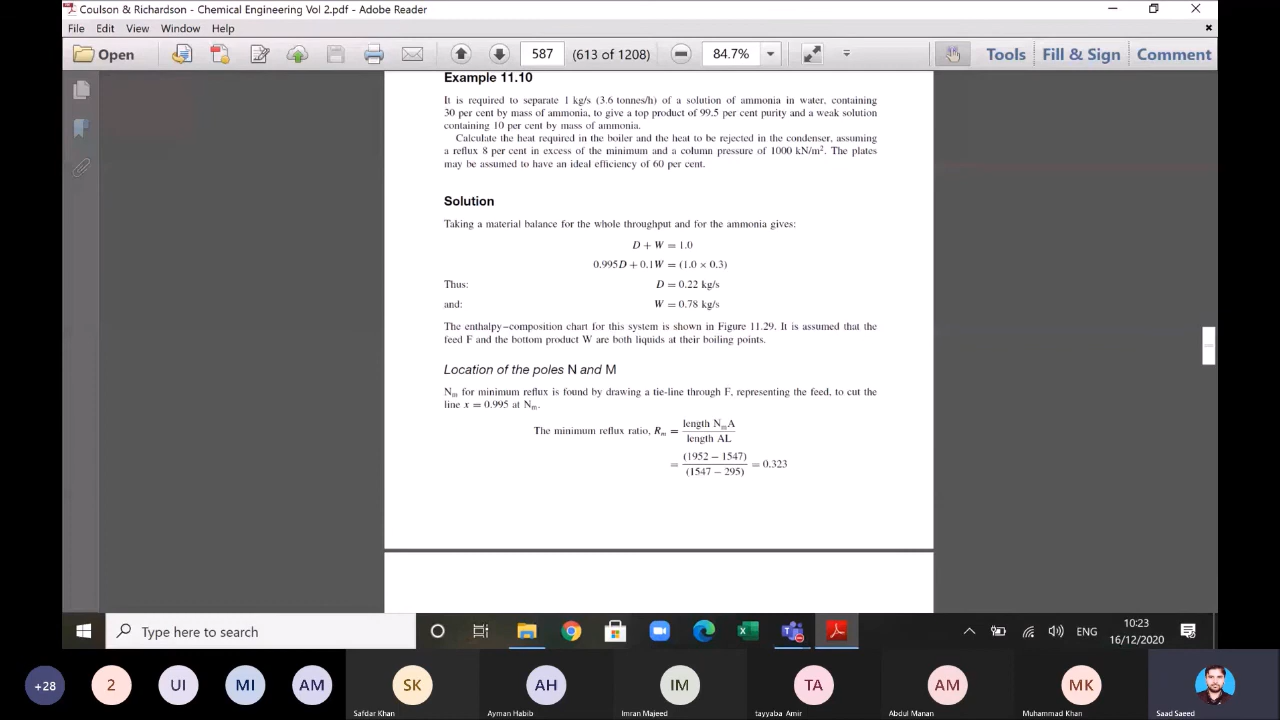 Coulson & Richardson - Chemical Engineering Vol 2.pdf - Adobe Reader
File Edit View Window Help
Open 587 (613 of 1208) 84.7% Tools Fill & Sign Comment
Example 11.10
It is required to separate 1 kg/s (3.6 tonnes/h) of a solution of ammonia in water, containing
30 per cent by mass of ammonia, to give a top product of 99.5 per cent purity and a weak solution
containing 10 per cent by mass of ammonia.
Calculate the heat required in the boiler and the heat to be rejected in the condenser, assuming
a reflux 8 per cent in excess of the minimum and a column pressure of 1000 kN/m². The plates
may be assumed to have an ideal efficiency of 60 per cent.
Solution
Taking a material balance for the whole throughput and for the ammonia gives:
D + W = 1.0
0.995D + 0.1W = (1.0 × 0.3)
Thus: D = 0.22 kg/s
and: W = 0.78 kg/s
The enthalpy–composition chart for this system is shown in Figure 11.29. It is assumed that the
feed F and the bottom product W are both liquids at their boiling points.
Location of the poles N and M
Nm for minimum reflux is found by drawing a tie-line through F, representing the feed, to cut the
line x = 0.995 at Nm.
The minimum reflux ratio, Rm = length NmA / length AL
= (1952 − 1547) / (1547 − 295) = 0.323
Type here to search
ENG
10:23
16/12/2020
+28 2 UI MI AM SK AH IM TA AM MK
Safdar Khan Ayman Habib Imran Majeed tayyaba Amir Abdul Manan Muhammad Khan Saad Saeed